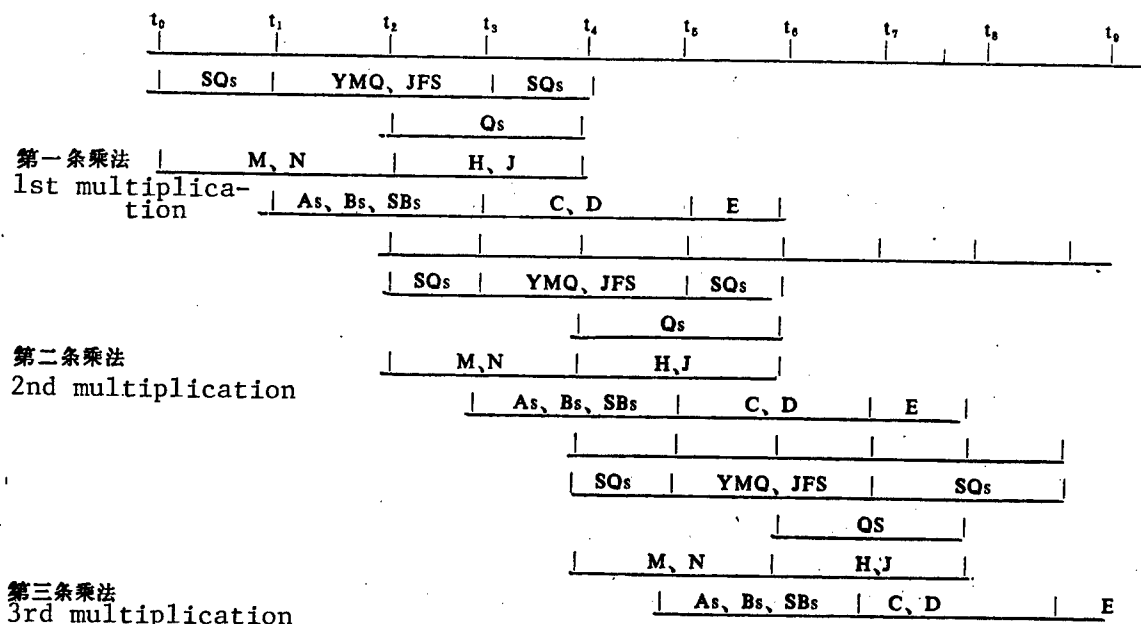 t₀ t₁ t₂ t₃ t₄ t₅ t₆ t₇ t₈ t₉
SQs YMQ、JFS SQs
Qs
第一条乘法 M、N H、J
1st multiplica-
tion
As、Bs、SBs C、D E
SQs YMQ、JFS SQs
Qs
第二条乘法
M、N H、J
2nd multiplication
As、Bs、SBs C、D E
SQs YMQ、JFS SQs
QS
M、N H、J
第三条乘法
As、Bs、SBs C、D E
3rd multiplication